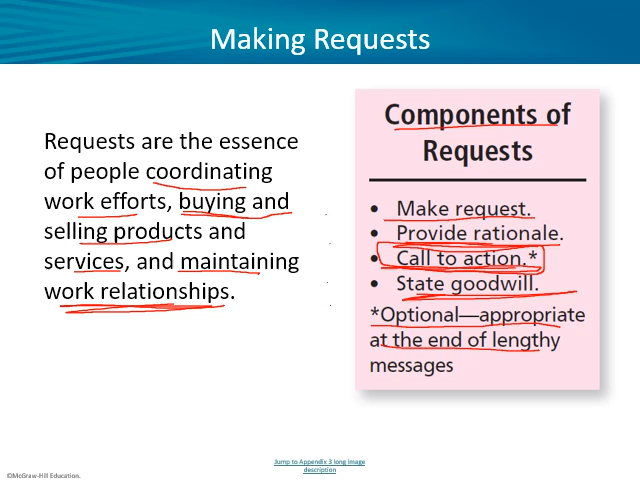 Making Requests
Requests are the essence
of people coordinating
work efforts, buying and
selling products and
services, and maintaining
work relationships.
Components of
Requests
• Make request.
• Provide rationale.
• Call to action.*
• State goodwill.
*Optional—appropriate
at the end of lengthy
messages
Jump to Appendix 3 long image
description
©McGraw-Hill Education.